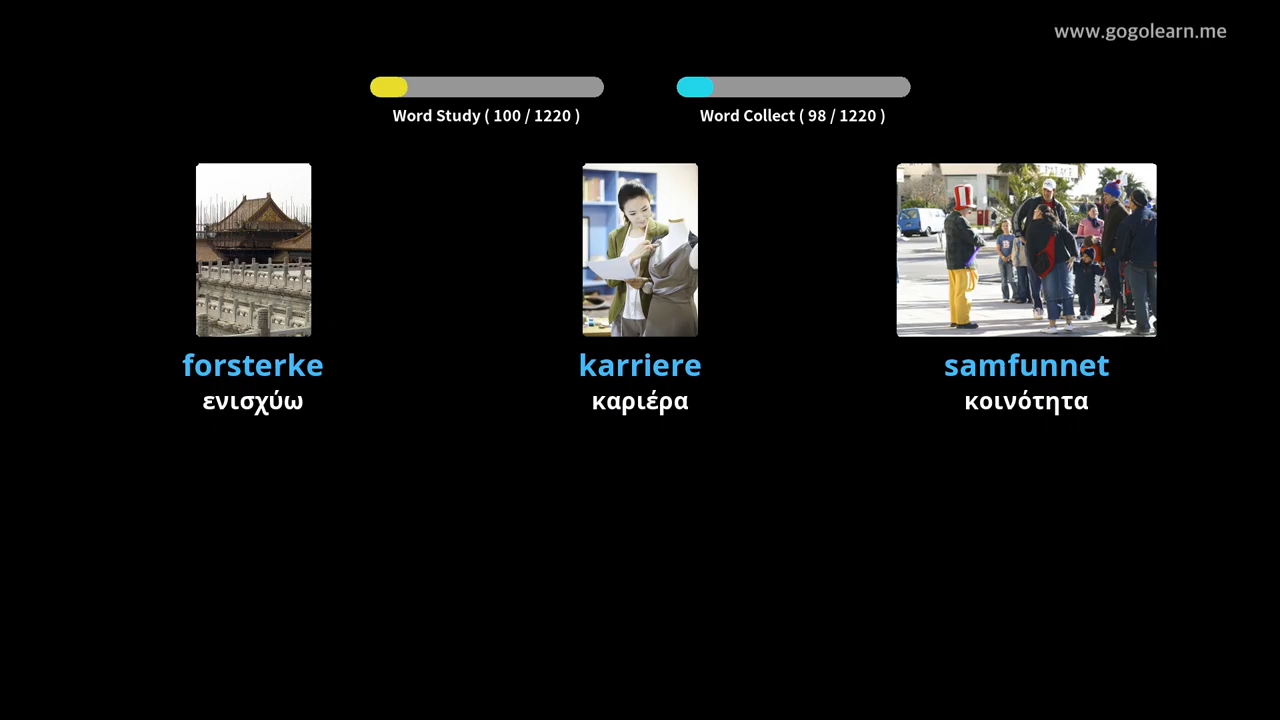 www.gogolearn.me
Word Study ( 100 / 1220 )
Word Collect ( 98 / 1220 )
forsterke
ενισχύω
karriere
καριέρα
samfunnet
κοινότητα